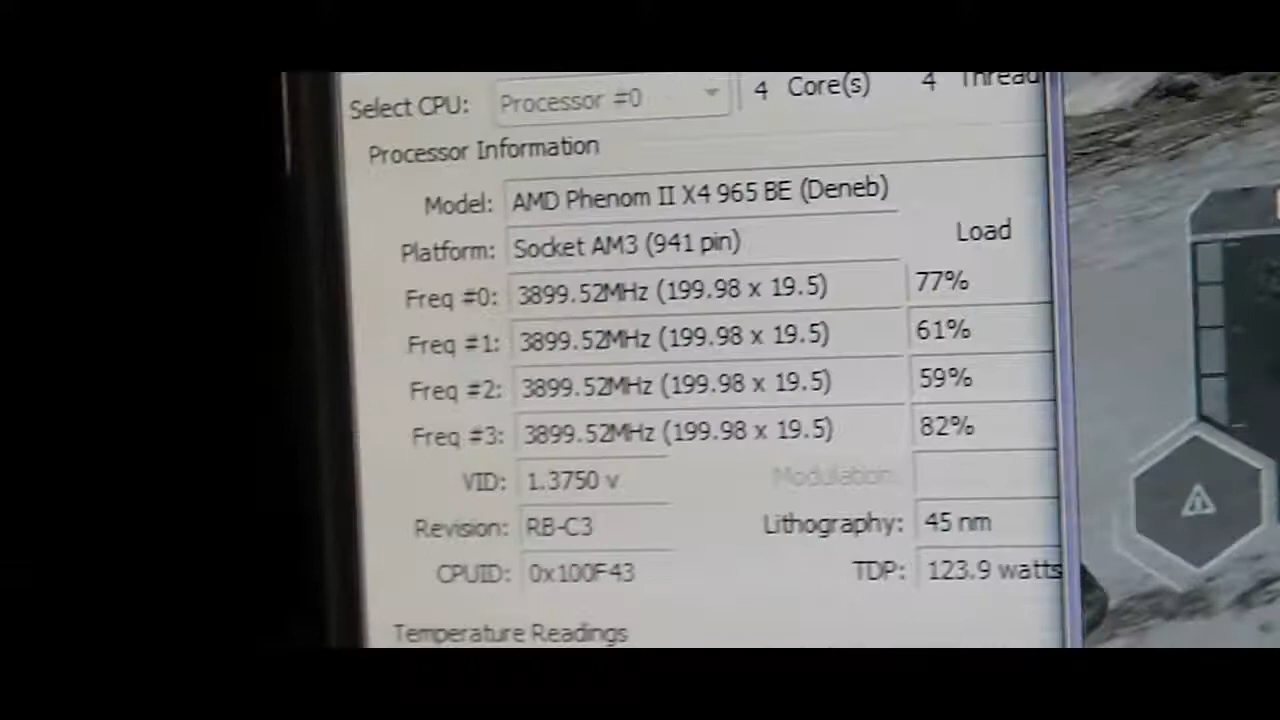 Select CPU: Processor #0 4 Core(s) 4 Thread
Processor Information
Model: AMD Phenom II X4 965 BE (Deneb)
Platform: Socket AM3 (941 pin) Load
Freq #0: 3899.52MHz (199.98 x 19.5) 77%
Freq #1: 3899.52MHz (199.98 x 19.5) 61%
Freq #2: 3899.52MHz (199.98 x 19.5) 59%
Freq #3: 3899.52MHz (199.98 x 19.5) 82%
VID: 1.3750 v Modulation:
Revision: RB-C3 Lithography: 45 nm
CPUID: 0x100F43 TDP: 123.9 watts
Temperature Readings